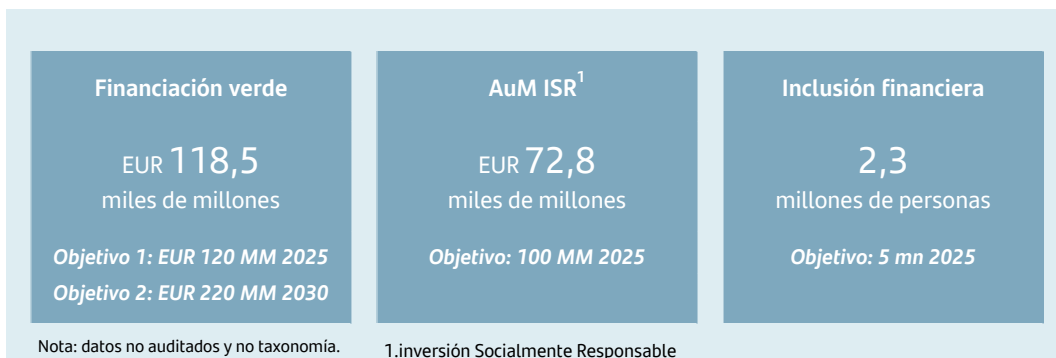 Financiación verde
EUR 118,5
miles de millones
Objetivo 1: EUR 120 MM 2025
Objetivo 2: EUR 220 MM 2030
Nota: datos no auditados y no taxonomía.
AuM ISR¹
EUR 72,8
miles de millones
Objetivo: 100 MM 2025
1.inversión Socialmente Responsable
Inclusión financiera
2,3
millones de personas
Objetivo: 5 mn 2025